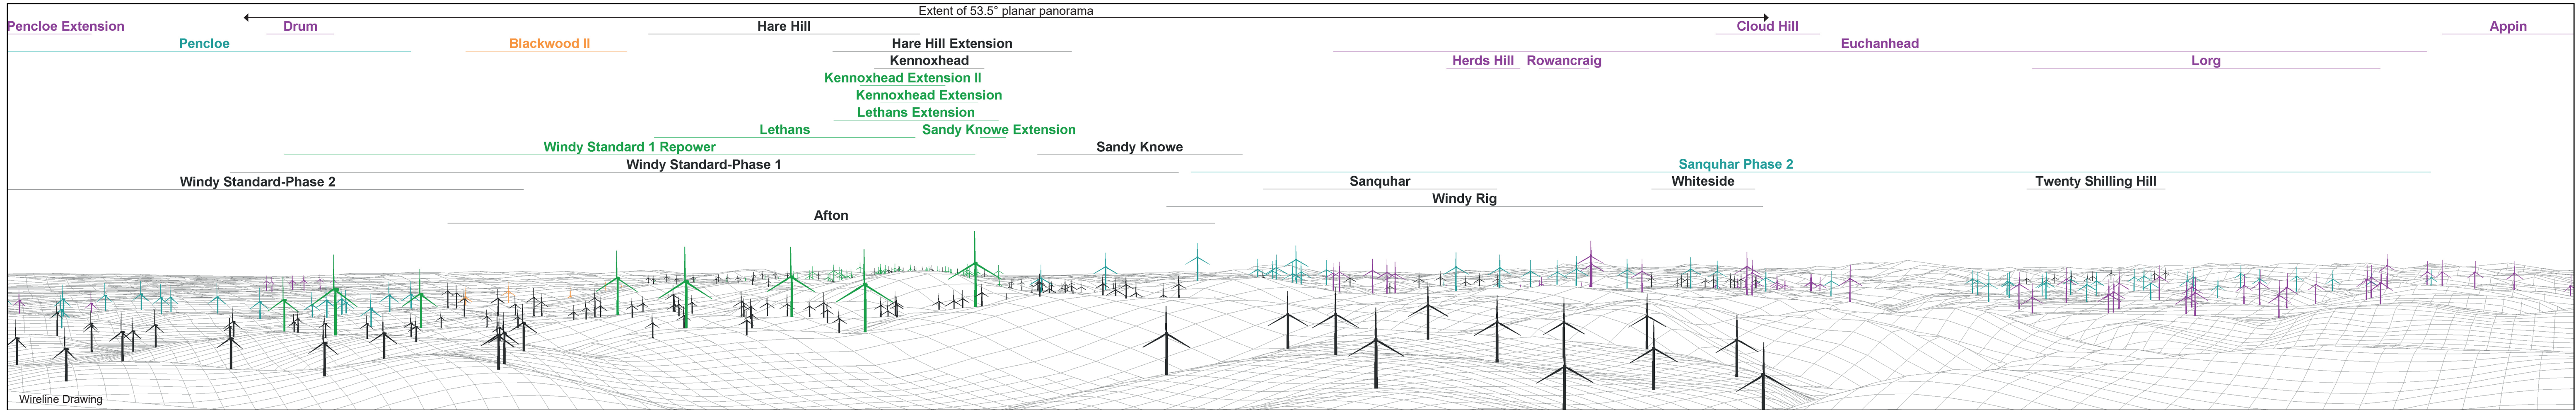 Extent of 53.5° planar panorama
Pencloe Extension Drum Hare Hill Cloud Hill Appin
Pencloe Blackwood II Hare Hill Extension Euchanhead
Kennoxhead Herds Hill Rowancraig Lorg
Kennoxhead Extension II
Kennoxhead Extension
Lethans Extension
Lethans Sandy Knowe Extension
Windy Standard 1 Repower Sandy Knowe
Windy Standard-Phase 1 Sanquhar Phase 2
Windy Standard-Phase 2 Sanquhar Whiteside Twenty Shilling Hill
Windy Rig
Afton
Wireline Drawing